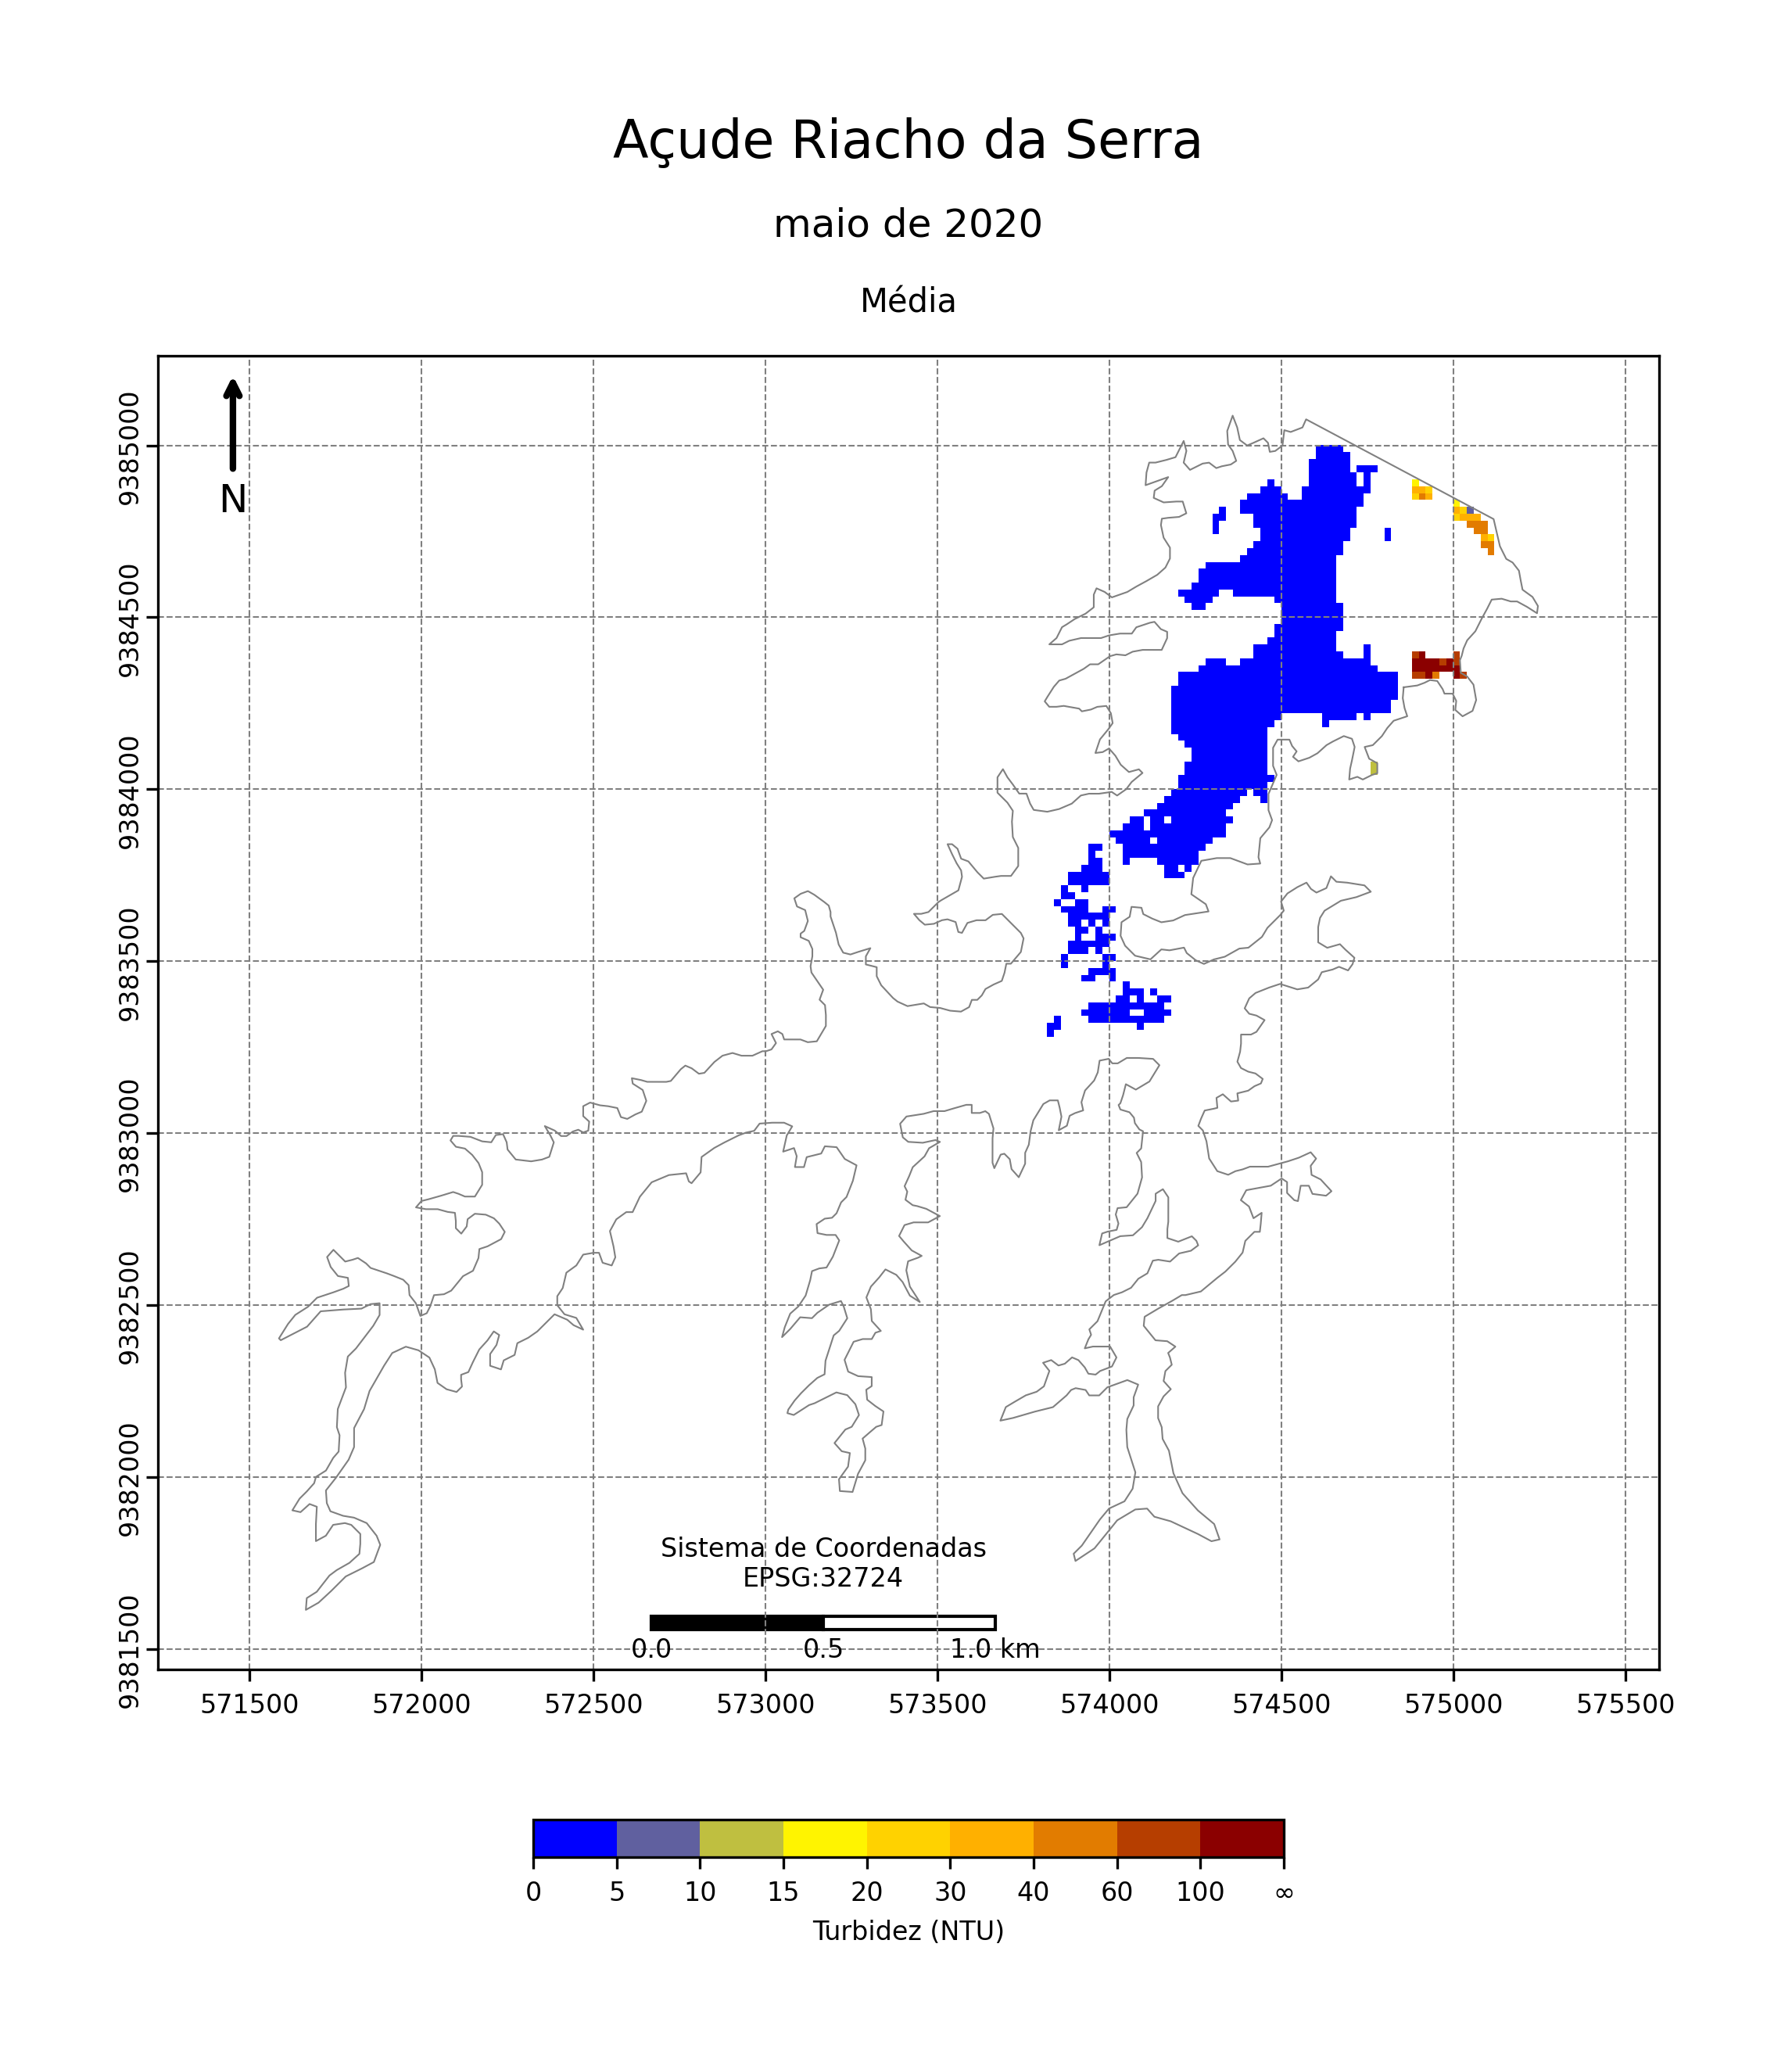 Açude Riacho da Serra
maio de 2020
Média
N
9385000
9384500
9384000
9383500
9383000
9382500
9382000
9381500
Sistema de Coordenadas
EPSG:32724
0.0 0.5 1.0 km
571500 572000 572500 573000 573500 574000 574500 575000 575500
0 5 10 15 20 30 40 60 100 ∞
Turbidez (NTU)